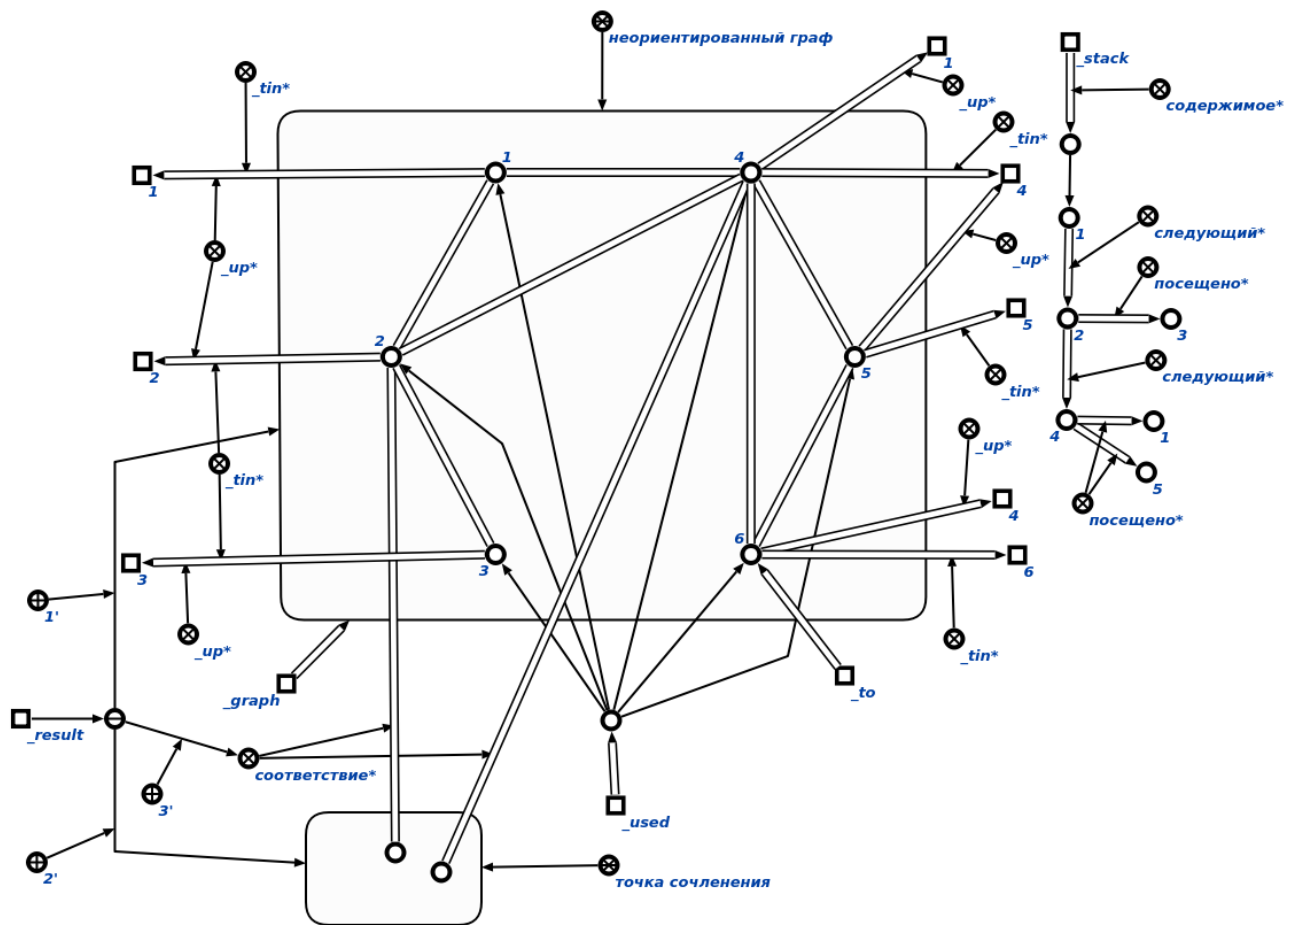 неориентированный граф
1
_stack
_tin*
_up*
содержимое*
_tin*
1
4
1
4
1
следующий*
_up*
_up*
посещено*
5
2
3
2
2
5
следующий*
_tin*
4
1
_up*
_tin*
5
4
посещено*
6
3
3
6
1'
_up*
_tin*
_graph
_to
_result
соответствие*
3'
_used
2'
точка сочленения